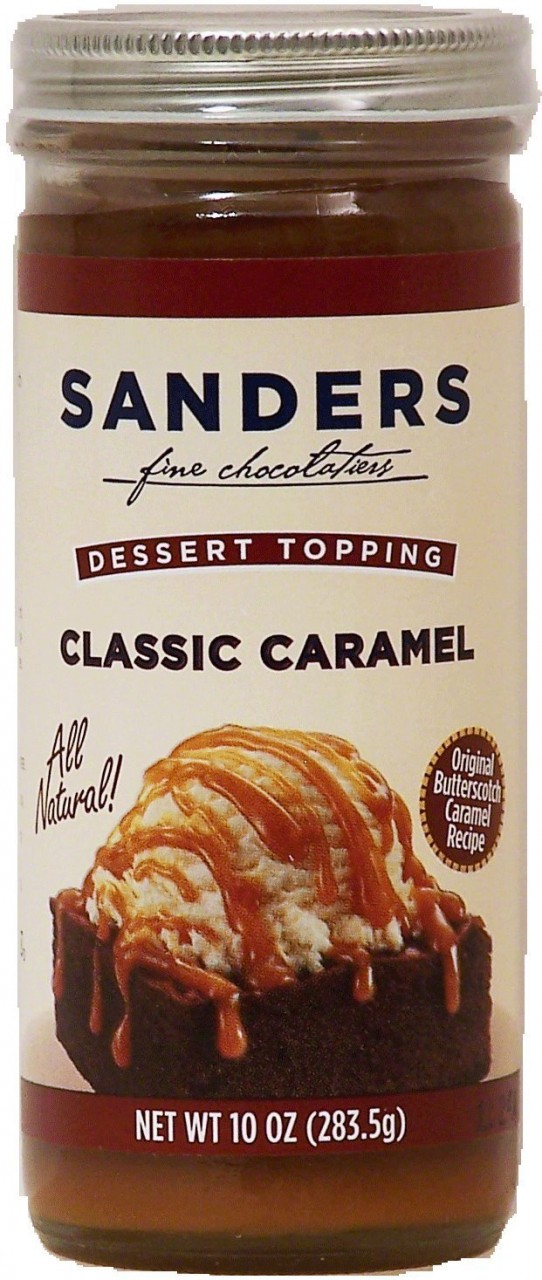 SANDERS
fine chocolatiers
DESSERT TOPPING
CLASSIC CARAMEL
All
Natural!
Original
Butterscotch
Caramel
Recipe
NET WT 10 OZ (283.5g)